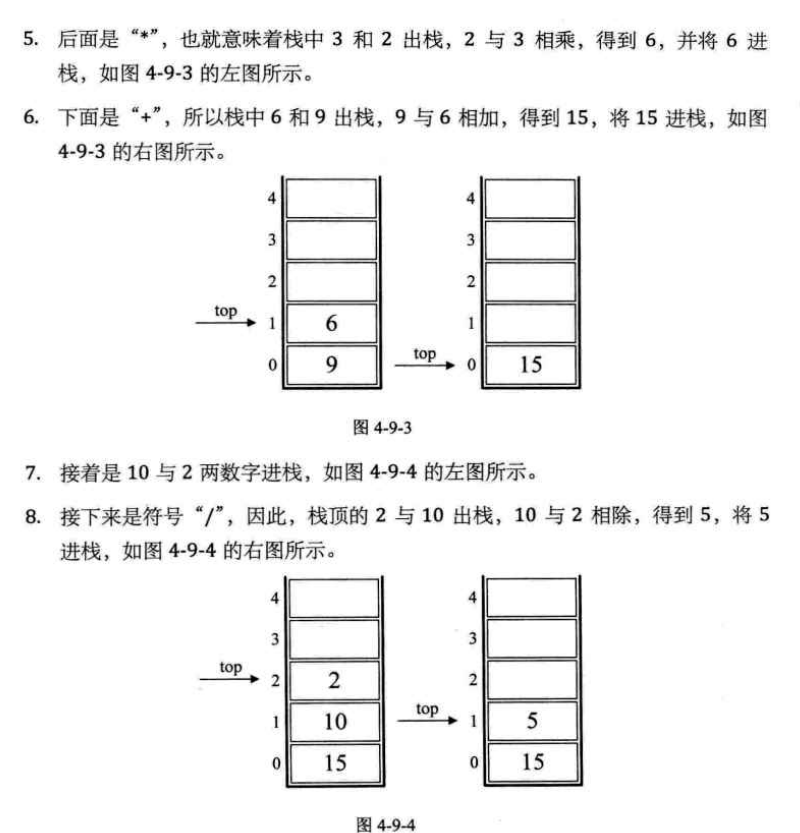 5. 后面是“*”，也就意味着栈中 3 和 2 出栈，2 与 3 相乘，得到 6，并将 6 进
栈，如图 4-9-3 的左图所示。
6. 下面是“+”，所以栈中 6 和 9 出栈，9 与 6 相加，得到 15，将 15 进栈，如图
4-9-3 的右图所示。
4 4
3 3
2 2
top 1 6 1
0 9 top 0 15
图 4-9-3
7. 接着是 10 与 2 两数字进栈，如图 4-9-4 的左图所示。
8. 接下来是符号“/”，因此，栈顶的 2 与 10 出栈，10 与 2 相除，得到 5，将 5
进栈，如图 4-9-4 的右图所示。
4 4
3 3
top 2 2 2
1 10 top 1 5
0 15 0 15
图 4-9-4